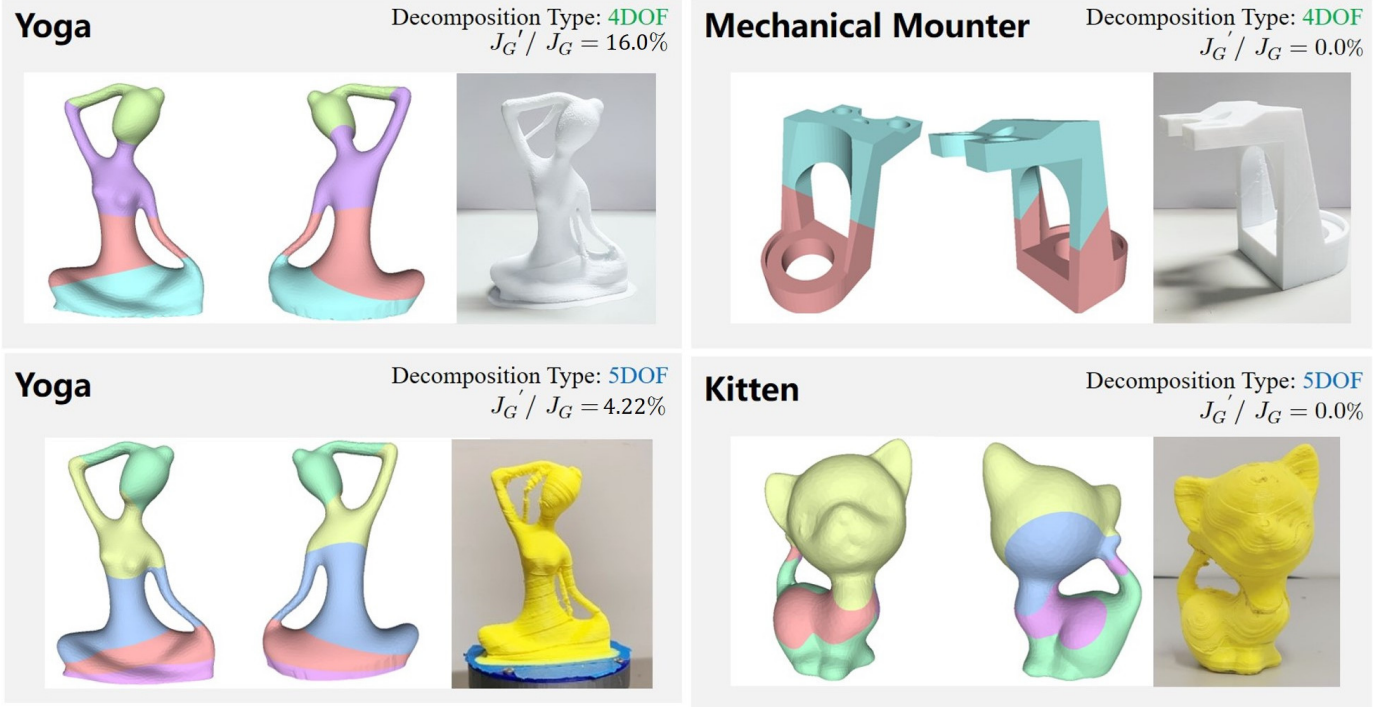 Yoga
Decomposition Type: 4DOF
J_G'/ J_G = 16.0%
Mechanical Mounter
Decomposition Type: 4DOF
J_G'/ J_G = 0.0%
Yoga
Decomposition Type: 5DOF
J_G'/ J_G = 4.22%
Kitten
Decomposition Type: 5DOF
J_G'/ J_G = 0.0%